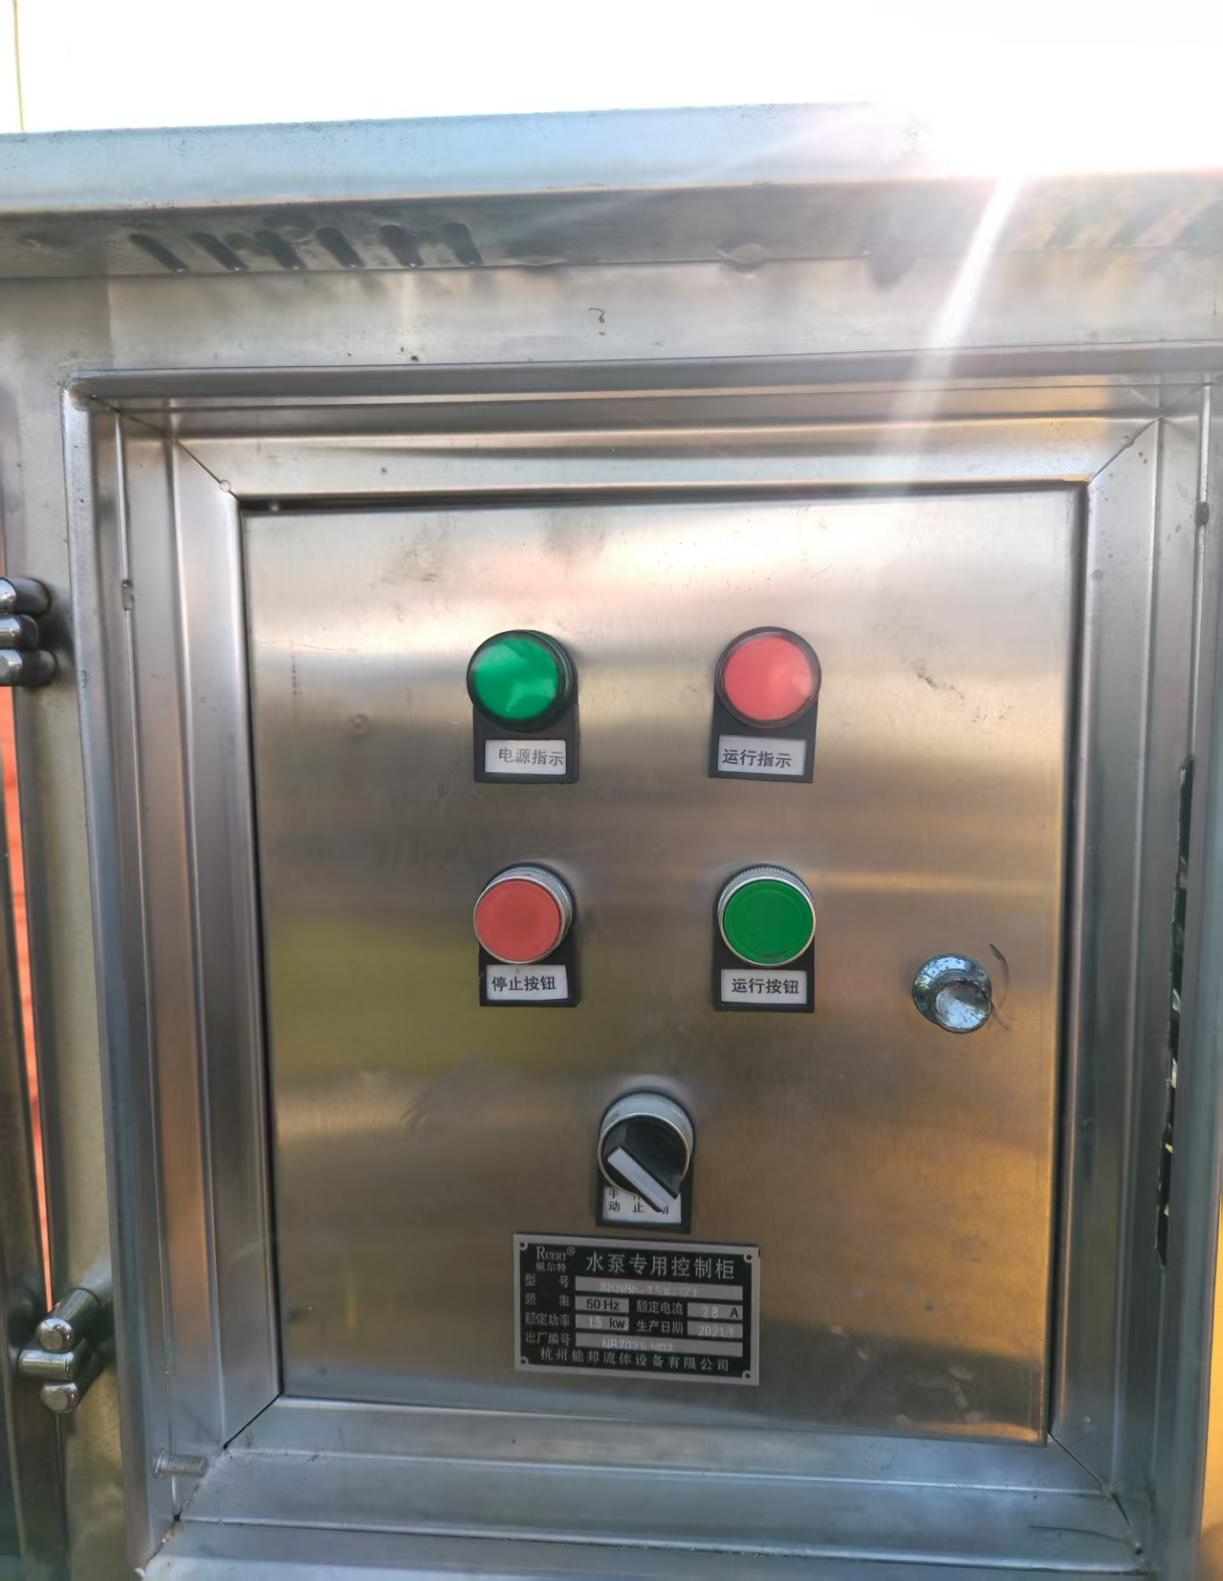 电源指示
运行指示
停止按钮
运行按钮
手 止
动
RUERT®
锐尔特
水泵专用控制柜
型号
频率 50 Hz 额定电流 28 A
额定功率 15 kw 生产日期 2021.3
出厂编号
杭州能邦流体设备有限公司